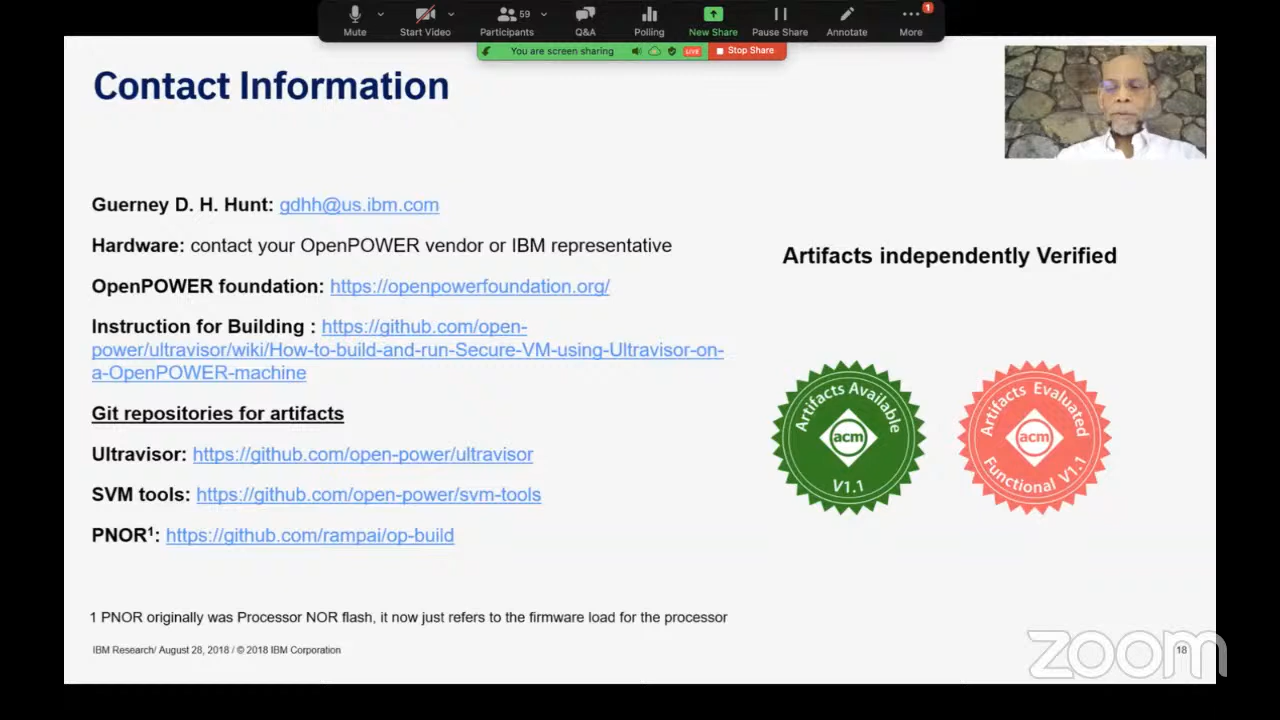 Mute
Start Video
59
Participants
Q&A
Polling
New Share
Pause Share
Annotate
1
More
You are screen sharing
LIVE
Stop Share
Contact Information
Guerney D. H. Hunt: gdhh@us.ibm.com
Hardware: contact your OpenPOWER vendor or IBM representative
OpenPOWER foundation: https://openpowerfoundation.org/
Instruction for Building : https://github.com/open-
power/ultravisor/wiki/How-to-build-and-run-Secure-VM-using-Ultravisor-on-
a-OpenPOWER-machine
Git repositories for artifacts
Ultravisor: https://github.com/open-power/ultravisor
SVM tools: https://github.com/open-power/svm-tools
PNOR¹: https://github.com/rampai/op-build
Artifacts independently Verified
Artifacts Available
acm
V1.1
Artifacts Evaluated
acm
Functional V1.1
1 PNOR originally was Processor NOR flash, it now just refers to the firmware load for the processor
IBM Research/ August 28, 2018 / © 2018 IBM Corporation
18
zoom